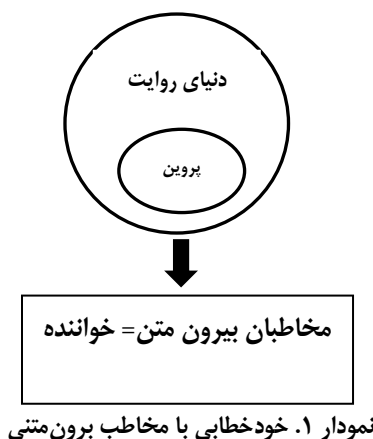 دنیای روایت
پروین
مخاطبان بیرون متن= خواننده
نمودار ۱. خودخطابی با مخاطب برون‌متنی